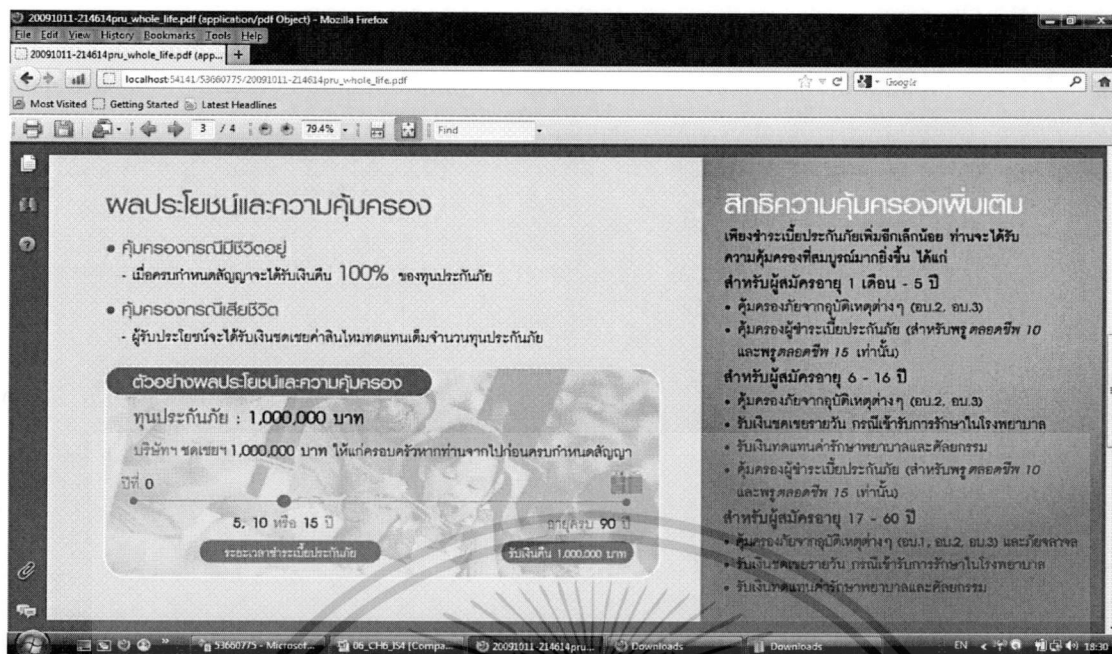 20091011-214614pru_whole_life.pdf (application/pdf Object) - Mozilla Firefox
File Edit View History Bookmarks Tools Help
20091011-214614pru_whole_life.pdf (app... +
localhost:54141/53660775/20091011-214614pru_whole_life.pdf
Google
Most Visited Getting Started Latest Headlines
3 / 4 79.4% Find
ผลประโยชน์และความคุ้มครอง
● คุ้มครองกรณีมีชีวิตอยู่
- เมื่อครบกำหนดสัญญาจะได้รับเงินคืน 100% ของทุนประกันภัย
● คุ้มครองกรณีเสียชีวิต
- ผู้รับประโยชน์จะได้รับเงินชดเชยค่าสินไหมทดแทนเต็มจำนวนทุนประกันภัย
ตัวอย่างผลประโยชน์และความคุ้มครอง
ทุนประกันภัย : 1,000,000 บาท
บริษัทฯ ชดเชยฯ 1,000,000 บาท ให้แก่ครอบครัวหากท่านจากไปก่อนครบกำหนดสัญญา
ปีที่ 0
5, 10 หรือ 15 ปี
อายุครบ 90 ปี
ระยะเวลาชำระเบี้ยประกันภัย
รับเงินคืน 1,000,000 บาท
สิทธิความคุ้มครองเพิ่มเติม
เพียงชำระเบี้ยประกันภัยเพิ่มอีกเล็กน้อย ท่านจะได้รับ
ความคุ้มครองที่สมบูรณ์มากยิ่งขึ้น ได้แก่
สำหรับผู้สมัครอายุ 1 เดือน - 5 ปี
• คุ้มครองภัยจากอุบัติเหตุต่างๆ (อบ.2, อบ.3)
• คุ้มครองผู้ชำระเบี้ยประกันภัย (สำหรับพรูตลอดชีพ 10
และพรูตลอดชีพ 15 เท่านั้น)
สำหรับผู้สมัครอายุ 6 - 16 ปี
• คุ้มครองภัยจากอุบัติเหตุต่างๆ (อบ.2, อบ.3)
• รับเงินชดเชยรายวัน กรณีเข้ารับการรักษาในโรงพยาบาล
• รับเงินทดแทนค่ารักษาพยาบาลและศัลยกรรม
• คุ้มครองผู้ชำระเบี้ยประกันภัย (สำหรับพรูตลอดชีพ 10
และพรูตลอดชีพ 15 เท่านั้น)
สำหรับผู้สมัครอายุ 17 - 60 ปี
• คุ้มครองภัยจากอุบัติเหตุต่างๆ (อบ.1, อบ.2, อบ.3) และภัยจลาจล
• รับเงินชดเชยรายวัน กรณีเข้ารับการรักษาในโรงพยาบาล
• รับเงินทดแทนค่ารักษาพยาบาลและศัลยกรรม
53660775 - Microsof... 06_CH6_IS4 [Compa... 20091011-214614pru... Downloads Downloads EN 18:30